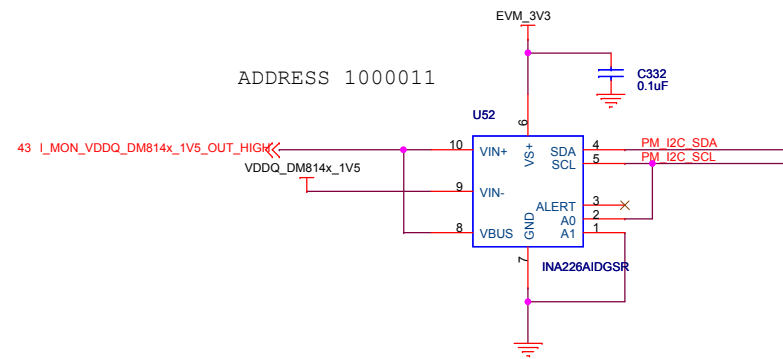 EVM_3V3
ADDRESS 1000011
C332
0.1uF
U52
6
43 I_MON_VDDQ_DM814x_1V5_OUT_HIGH
10 VIN+ VS+ SDA 4 PM_I2C_SDA
SCL 5 PM_I2C_SCL
VDDQ_DM814x_1V5
9 VIN-
ALERT 3
A0 2
8 VBUS GND A1 1
7
INA226AIDGSR